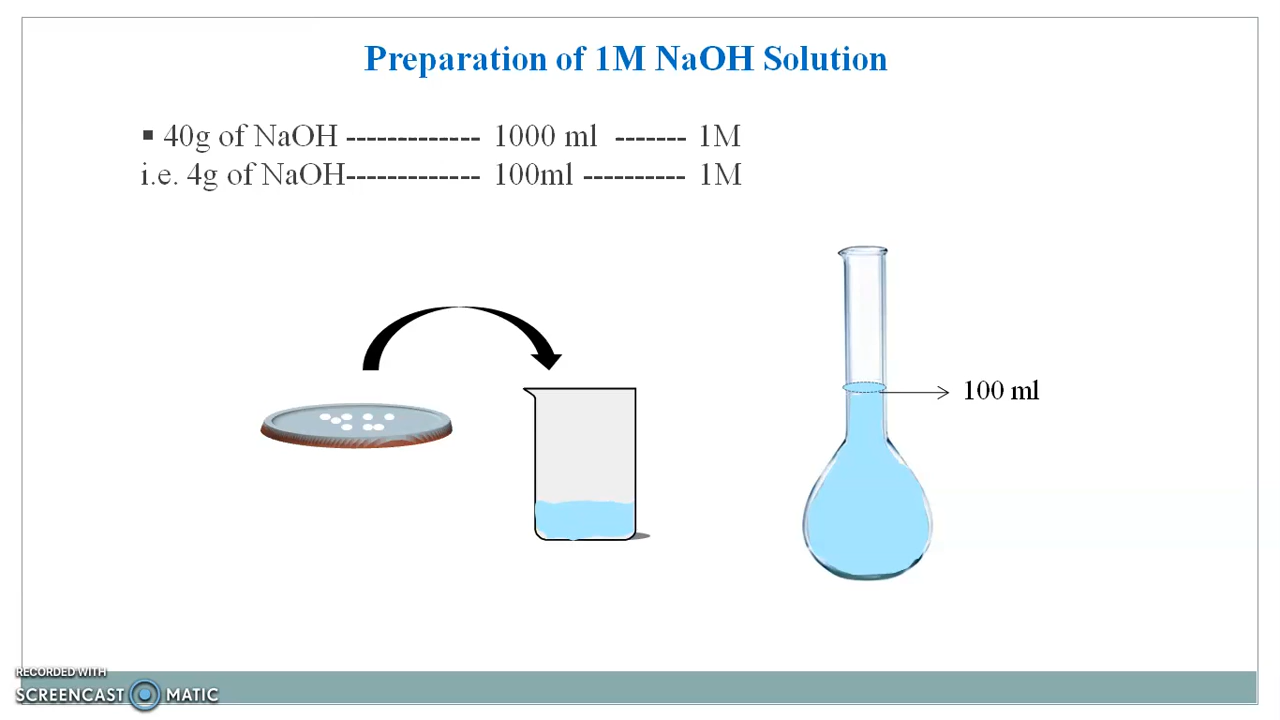 Preparation of 1M NaOH Solution
▪ 40g of NaOH ------------- 1000 ml ------- 1M
i.e. 4g of NaOH------------- 100ml ---------- 1M
100 ml
RECORDED WITH
SCREENCAST MATIC